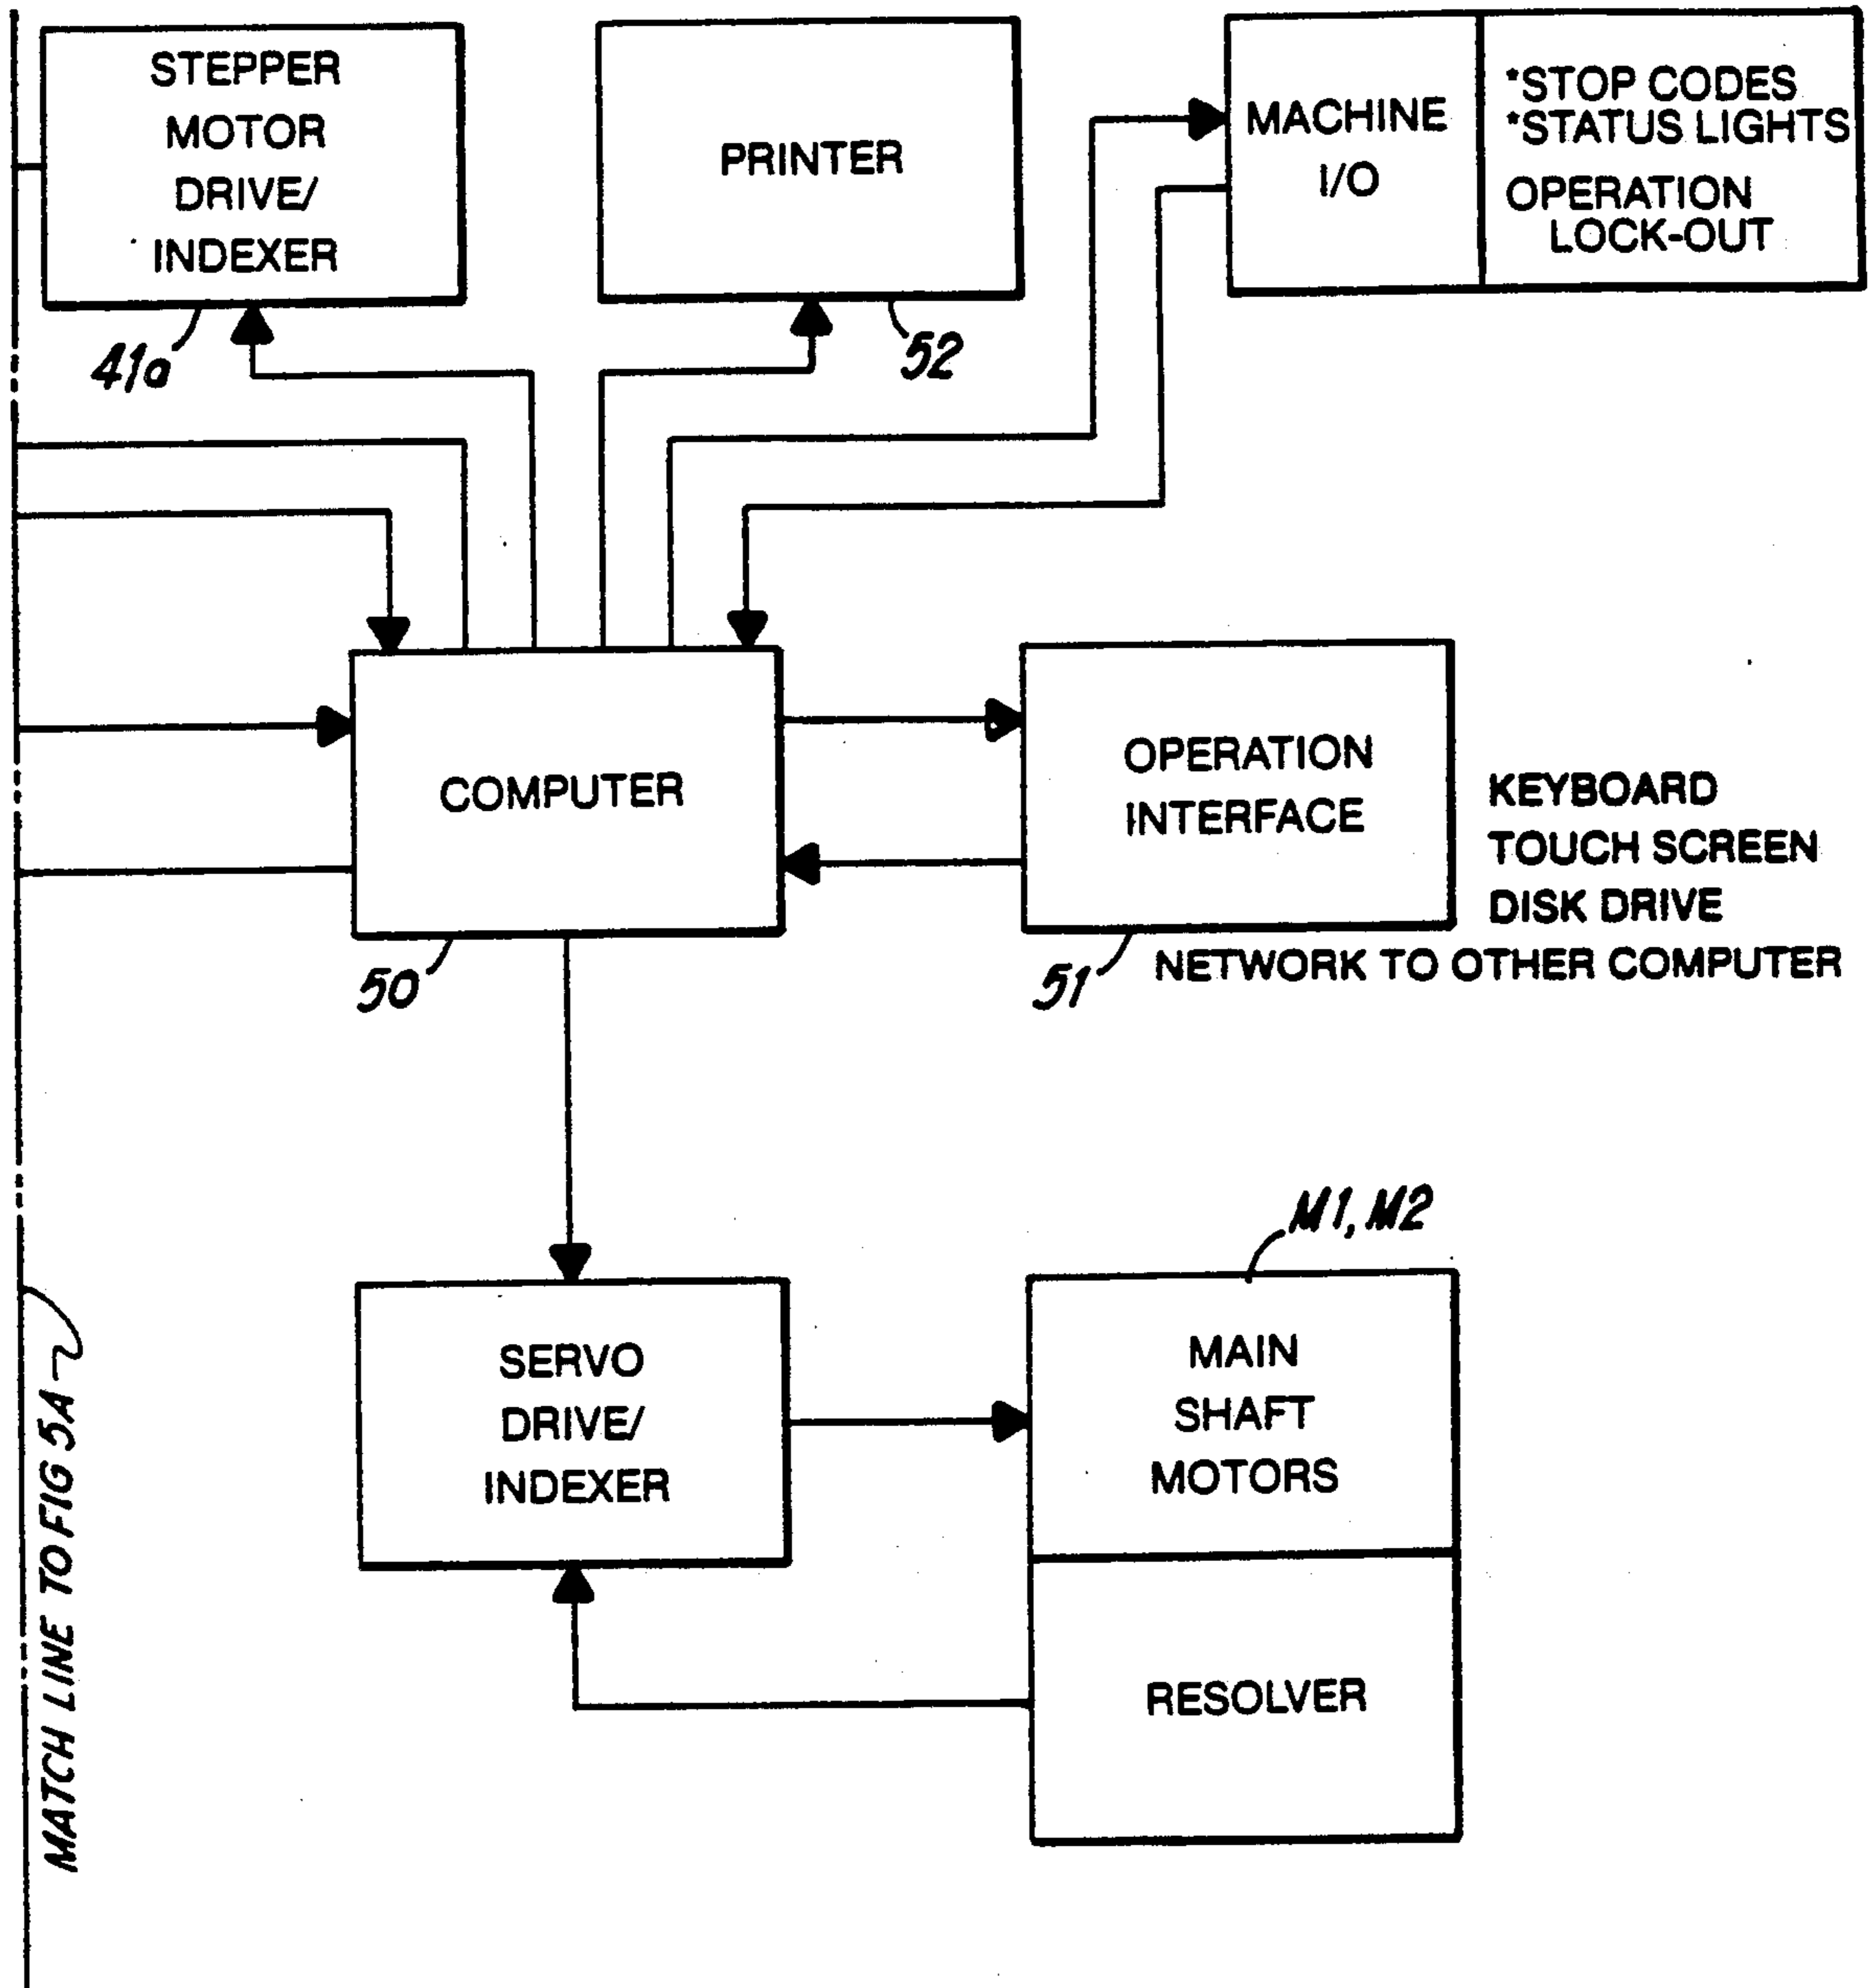 STEPPER
MOTOR
DRIVE/
INDEXER
41a
PRINTER
52
MACHINE
I/O
*STOP CODES
*STATUS LIGHTS
OPERATION
LOCK-OUT
COMPUTER
50
OPERATION
INTERFACE
51
KEYBOARD
TOUCH SCREEN
DISK DRIVE
NETWORK TO OTHER COMPUTER
SERVO
DRIVE/
INDEXER
M1, M2
MAIN
SHAFT
MOTORS
RESOLVER
MATCH LINE TO FIG 5A